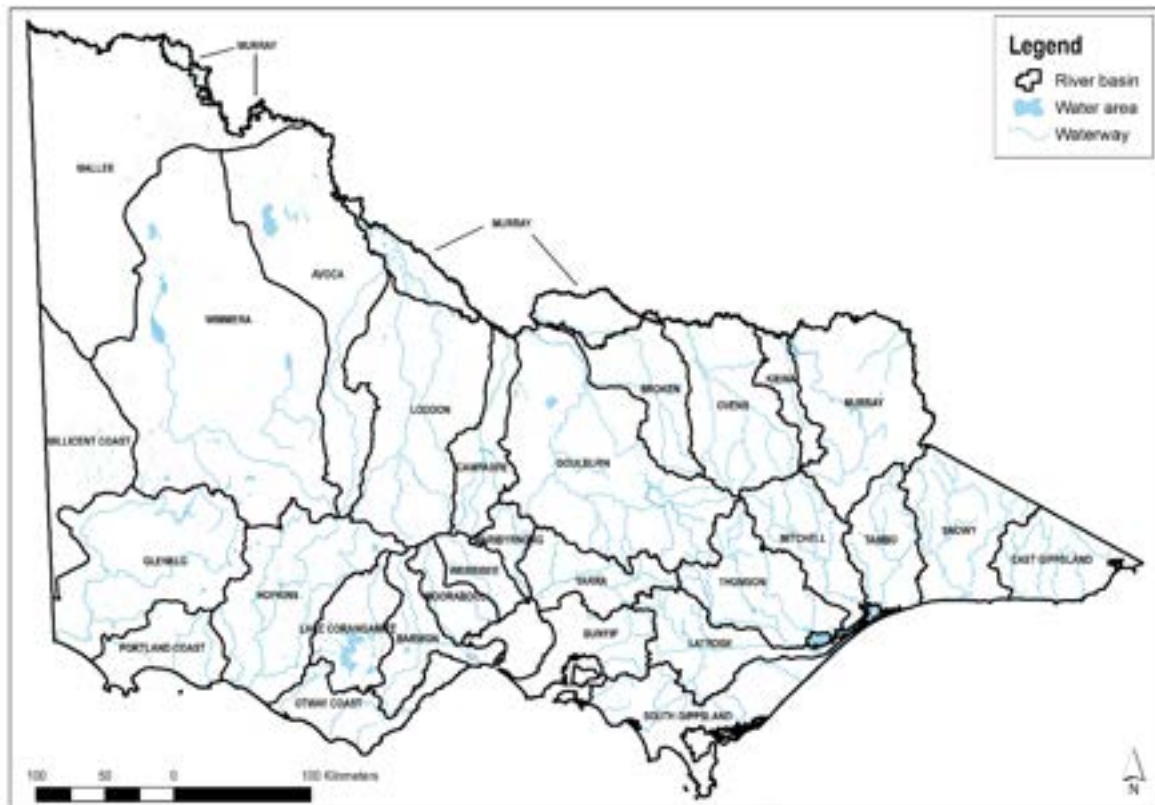 MURRAY
Legend
River basin
Water area
Waterway
MALLEE
MURRAY
AVOCA
WIMMERA
LODDON
BROKEN
OVENS
KIEWA
MURRAY
MILLICENT COAST
CAMPASPE
GOULBURN
GLENELG
HOPKINS
MARIBYRNONG
WERRIBEE
MOORABOOL
YARRA
THOMSON
MITCHELL
TAMBO
SNOWY
EAST GIPPSLAND
PORTLAND COAST
LAKE CORANGAMITE
BARWON
BUNYIP
LATROBE
OTWAY COAST
SOUTH GIPPSLAND
100 50 0 100 Kilometers
N